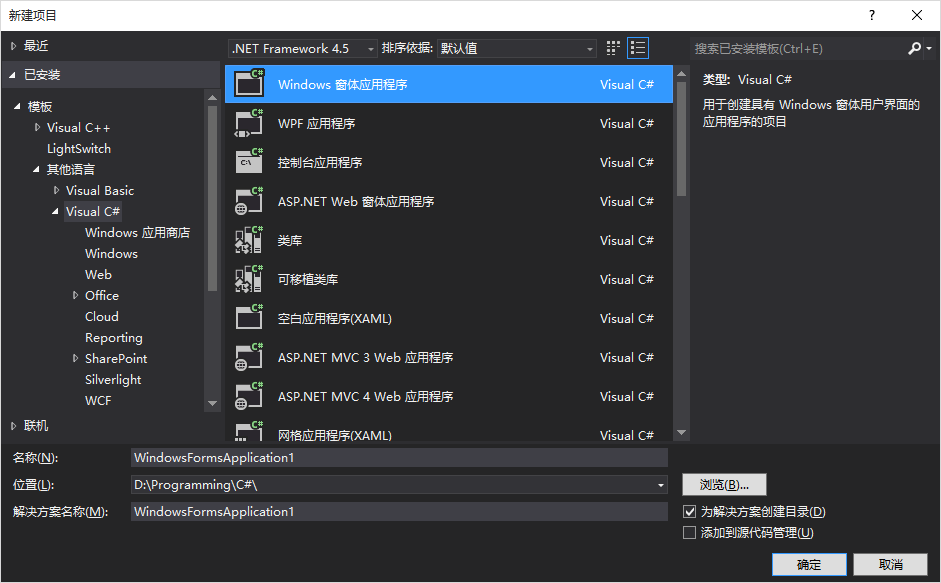 新建项目
最近
.NET Framework 4.5
排序依据:
默认值
搜索已安装模板(Ctrl+E)
已安装
模板
Visual C++
LightSwitch
其他语言
Visual Basic
Visual C#
Windows 应用商店
Windows
Web
Office
Cloud
Reporting
SharePoint
Silverlight
WCF
联机
Windows 窗体应用程序 Visual C#
WPF 应用程序 Visual C#
C:\
控制台应用程序 Visual C#
ASP.NET Web 窗体应用程序 Visual C#
类库 Visual C#
可移植类库 Visual C#
空白应用程序(XAML) Visual C#
ASP.NET MVC 3 Web 应用程序 Visual C#
ASP.NET MVC 4 Web 应用程序 Visual C#
网格应用程序(XAML) Visual C#
类型: Visual C#
用于创建具有 Windows 窗体用户界面的
应用程序的项目
名称(N): WindowsFormsApplication1
位置(L): D:\Programming\C#\
浏览(B)...
解决方案名称(M): WindowsFormsApplication1
为解决方案创建目录(D)
添加到源代码管理(U)
确定
取消